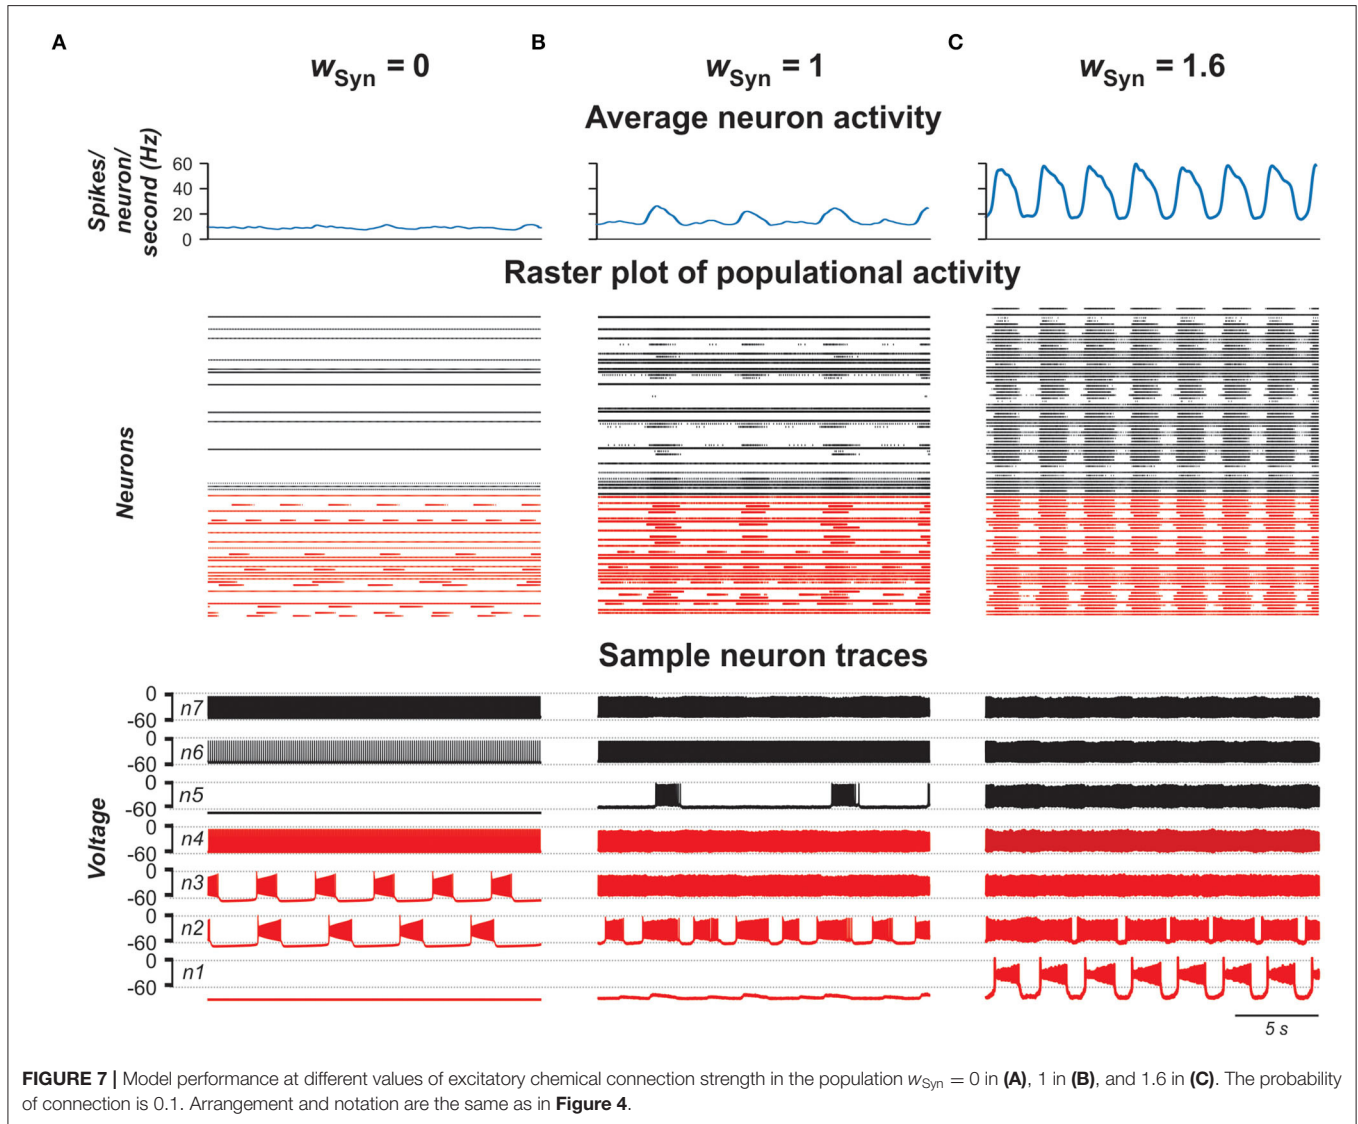 A
B
C
wSyn = 0
wSyn = 1
wSyn = 1.6
Average neuron activity
Spikes/
neuron/
second (Hz)
60
40
20
0
Raster plot of populational activity
Neurons
Sample neuron traces
Voltage
0
-60
n7
0
-60
n6
0
-60
n5
0
-60
n4
0
-60
n3
0
-60
n2
0
-60
n1
5 s
FIGURE 7 | Model performance at different values of excitatory chemical connection strength in the population wSyn = 0 in (A), 1 in (B), and 1.6 in (C). The probability
of connection is 0.1. Arrangement and notation are the same as in Figure 4.